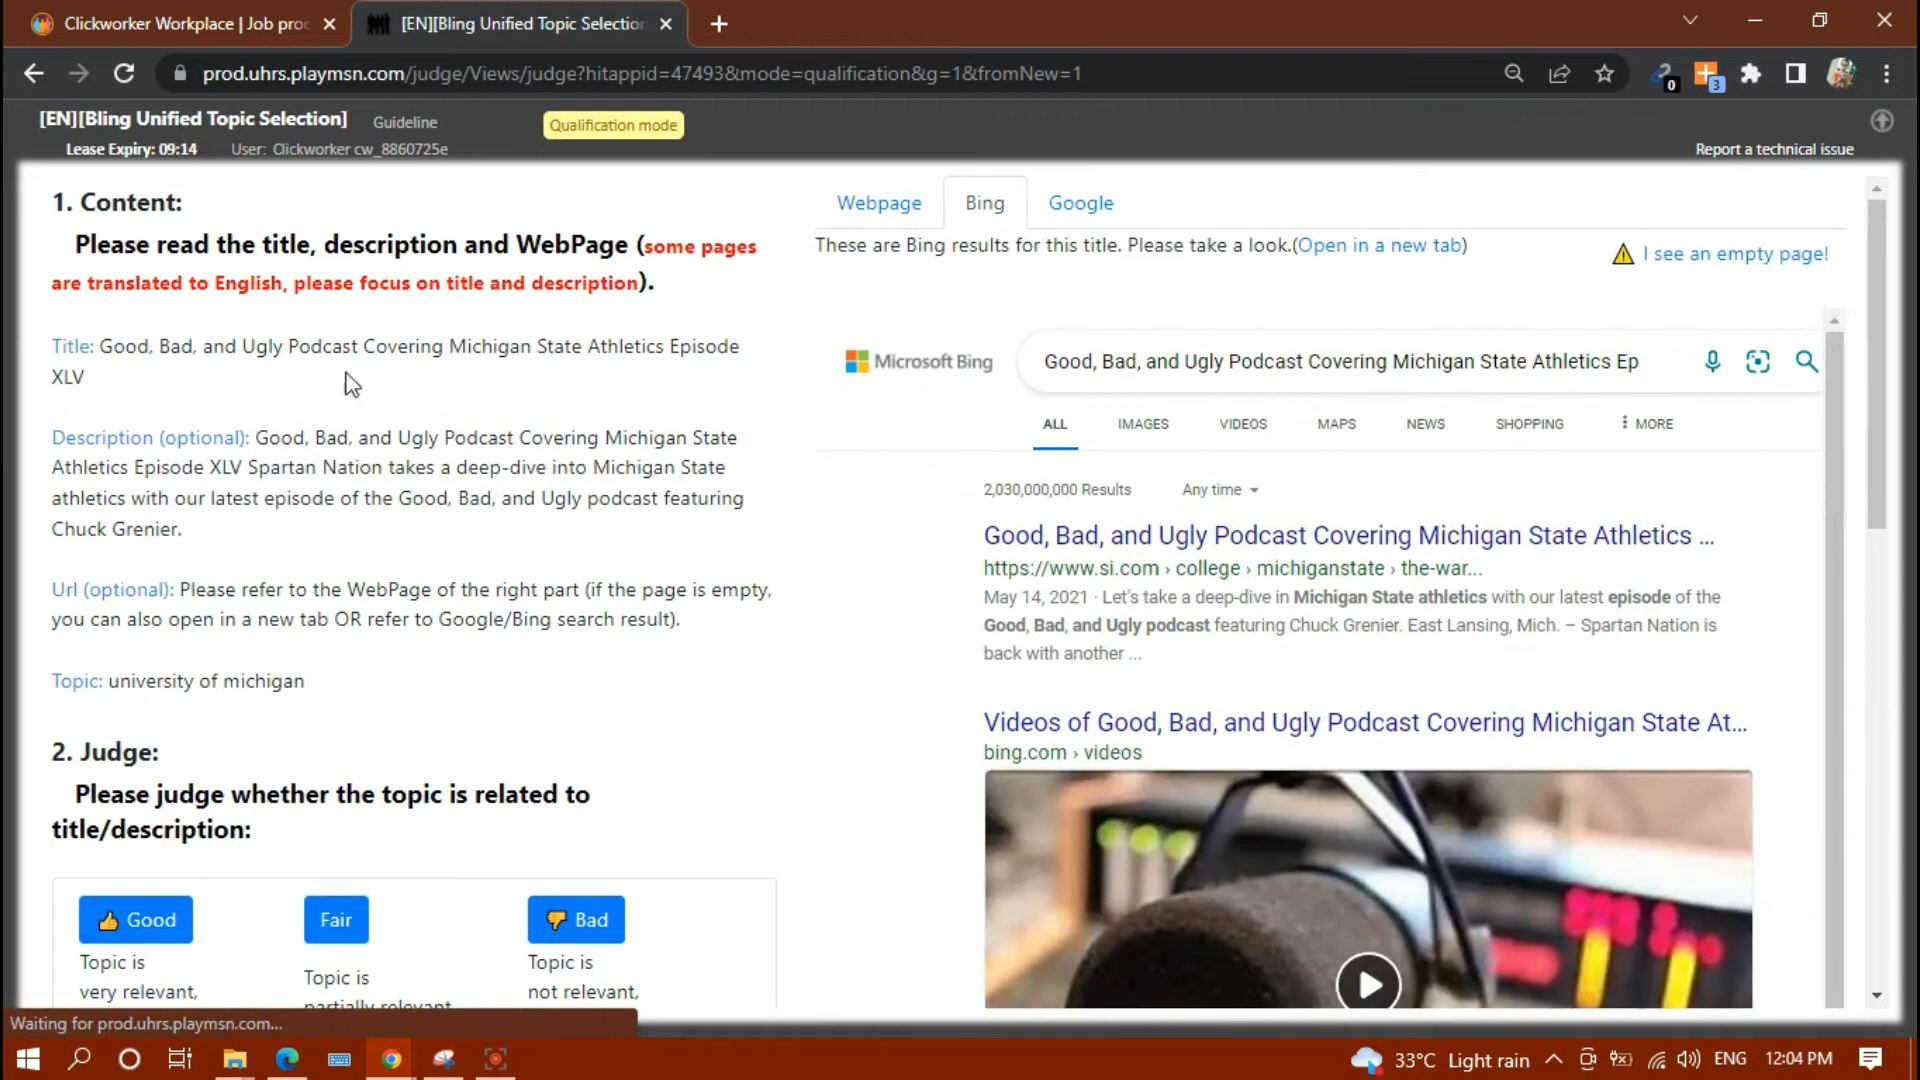 Clickworker Workplace | Job proc
[EN][Bling Unified Topic Selection
prod.uhrs.playmsn.com/judge/Views/judge?hitappid=47493&mode=qualification&g=1&fromNew=1
0
3
[EN][Bling Unified Topic Selection] Guideline
Qualification mode
Lease Expiry: 09:14 User: Clickworker cw_8860725e
Report a technical issue
1. Content:
Please read the title, description and WebPage (some pages
are translated to English, please focus on title and description).
Title: Good, Bad, and Ugly Podcast Covering Michigan State Athletics Episode
XLV
Description (optional): Good, Bad, and Ugly Podcast Covering Michigan State
Athletics Episode XLV Spartan Nation takes a deep-dive into Michigan State
athletics with our latest episode of the Good, Bad, and Ugly podcast featuring
Chuck Grenier.
Url (optional): Please refer to the WebPage of the right part (if the page is empty,
you can also open in a new tab OR refer to Google/Bing search result).
Topic: university of michigan
2. Judge:
Please judge whether the topic is related to
title/description:
Good Fair Bad
Topic is
very relevant,
Topic is
partially relevant
Topic is
not relevant,
Webpage Bing Google
These are Bing results for this title. Please take a look.(Open in a new tab)
I see an empty page!
Microsoft Bing
Good, Bad, and Ugly Podcast Covering Michigan State Athletics Ep
ALL IMAGES VIDEOS MAPS NEWS SHOPPING MORE
2,030,000,000 Results Any time
Good, Bad, and Ugly Podcast Covering Michigan State Athletics ...
https://www.si.com › college › michiganstate › the-war...
May 14, 2021 · Let's take a deep-dive in Michigan State athletics with our latest episode of the
Good, Bad, and Ugly podcast featuring Chuck Grenier. East Lansing, Mich. – Spartan Nation is
back with another ...
Videos of Good, Bad, and Ugly Podcast Covering Michigan State At...
bing.com › videos
Waiting for prod.uhrs.playmsn.com...
33°C Light rain
ENG
12:04 PM